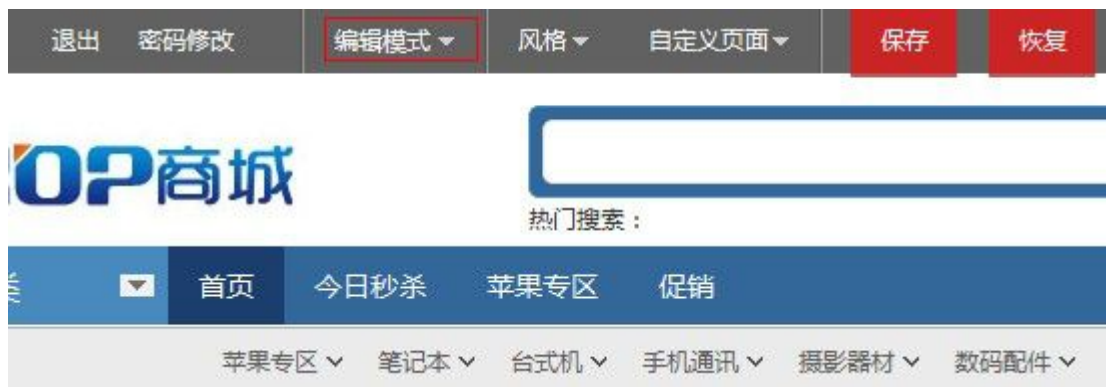 退出 密码修改 编辑模式 风格 自定义页面 保存 恢复
OP商城
热门搜索：
类 首页 今日秒杀 苹果专区 促销
苹果专区 笔记本 台式机 手机通讯 摄影器材 数码配件